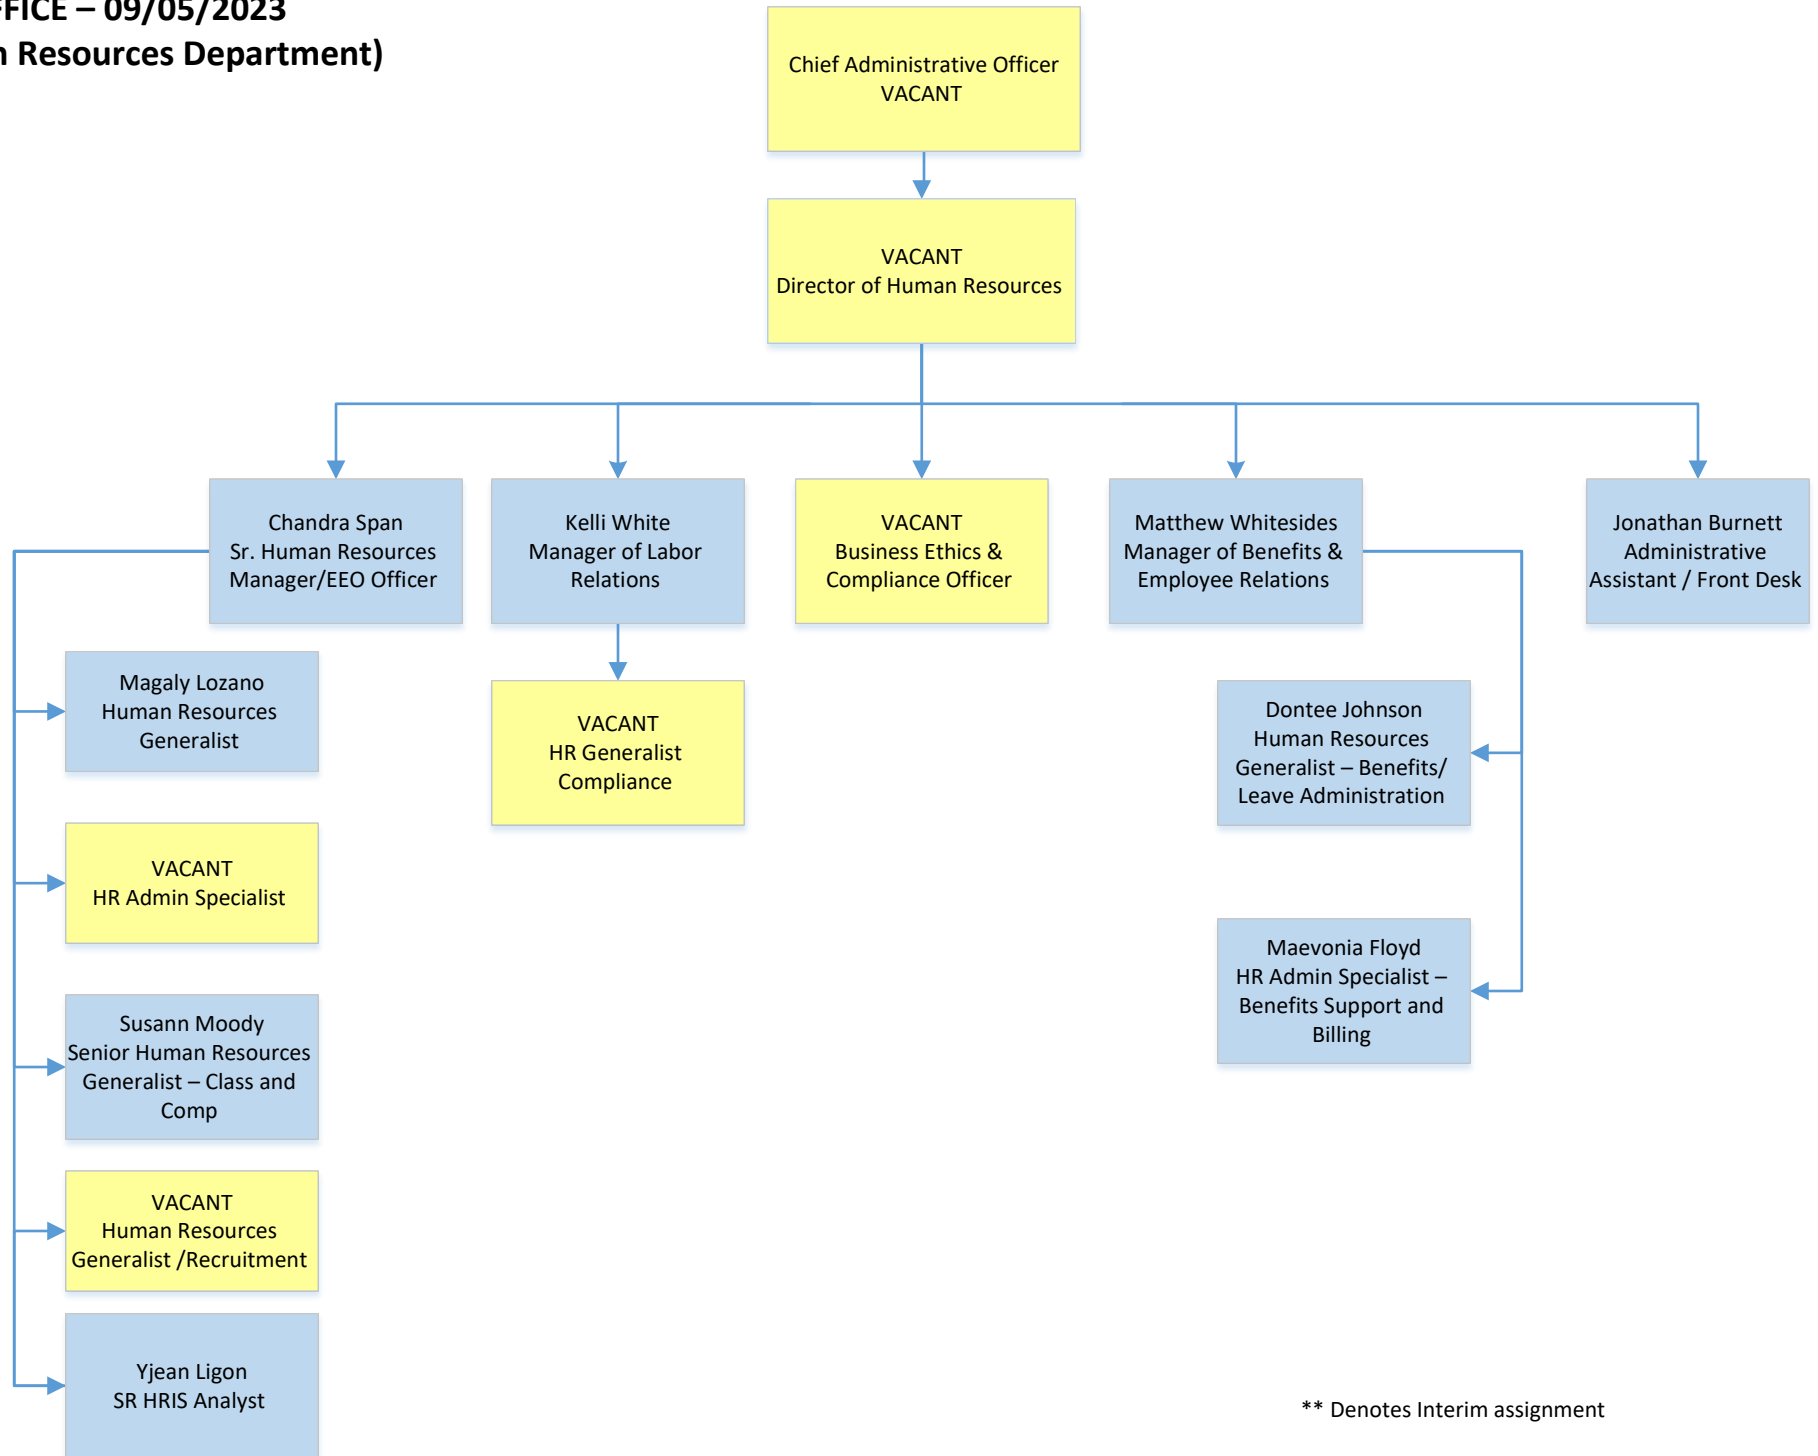 – 09/05/2023
Resources Department)
Chief Administrative Officer
VACANT
VACANT
Director of Human Resources
Chandra Span
Sr. Human Resources
Manager/EEO Officer
Kelli White
Manager of Labor
Relations
VACANT
Business Ethics &
Compliance Officer
Matthew Whitesides
Manager of Benefits &
Employee Relations
Jonathan Burnett
Administrative
Assistant / Front Desk
Magaly Lozano
Human Resources
Generalist
VACANT
HR Admin Specialist
Susann Moody
Senior Human Resources
Generalist – Class and
Comp
VACANT
Human Resources
Generalist /Recruitment
Yjean Ligon
SR HRIS Analyst
VACANT
HR Generalist
Compliance
Dontee Johnson
Human Resources
Generalist – Benefits/
Leave Administration
Maevonia Floyd
HR Admin Specialist –
Benefits Support and
Billing
** Denotes Interim assignment